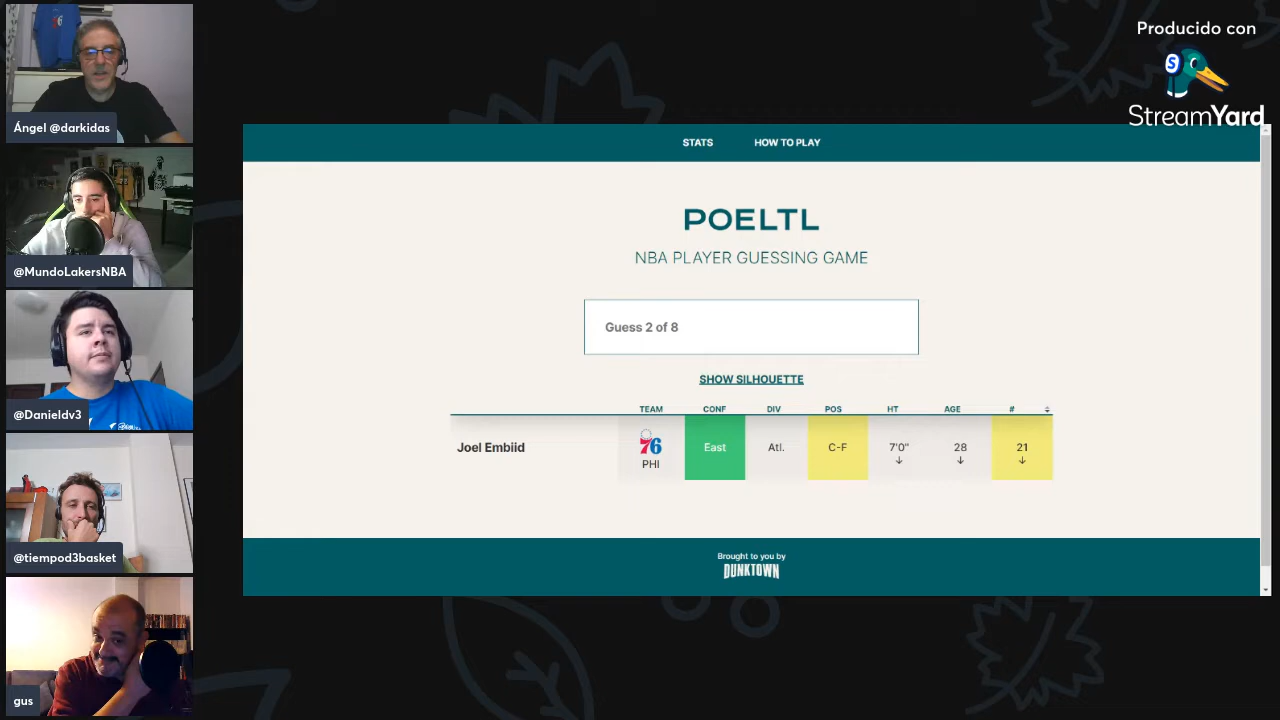 Ángel @darkidas
@MundoLakersNBA
@Danieldv3
@tiempod3basket
gus
Producido con
S
StreamYard
STATS HOW TO PLAY
POELTL
NBA PLAYER GUESSING GAME
Guess 2 of 8
SHOW SILHOUETTE
TEAM CONF DIV POS HT AGE #
Joel Embiid 76 PHI East Atl. C-F 7'0" ↓ 28 ↓ 21 ↓
Brought to you by
DUNKTOWN